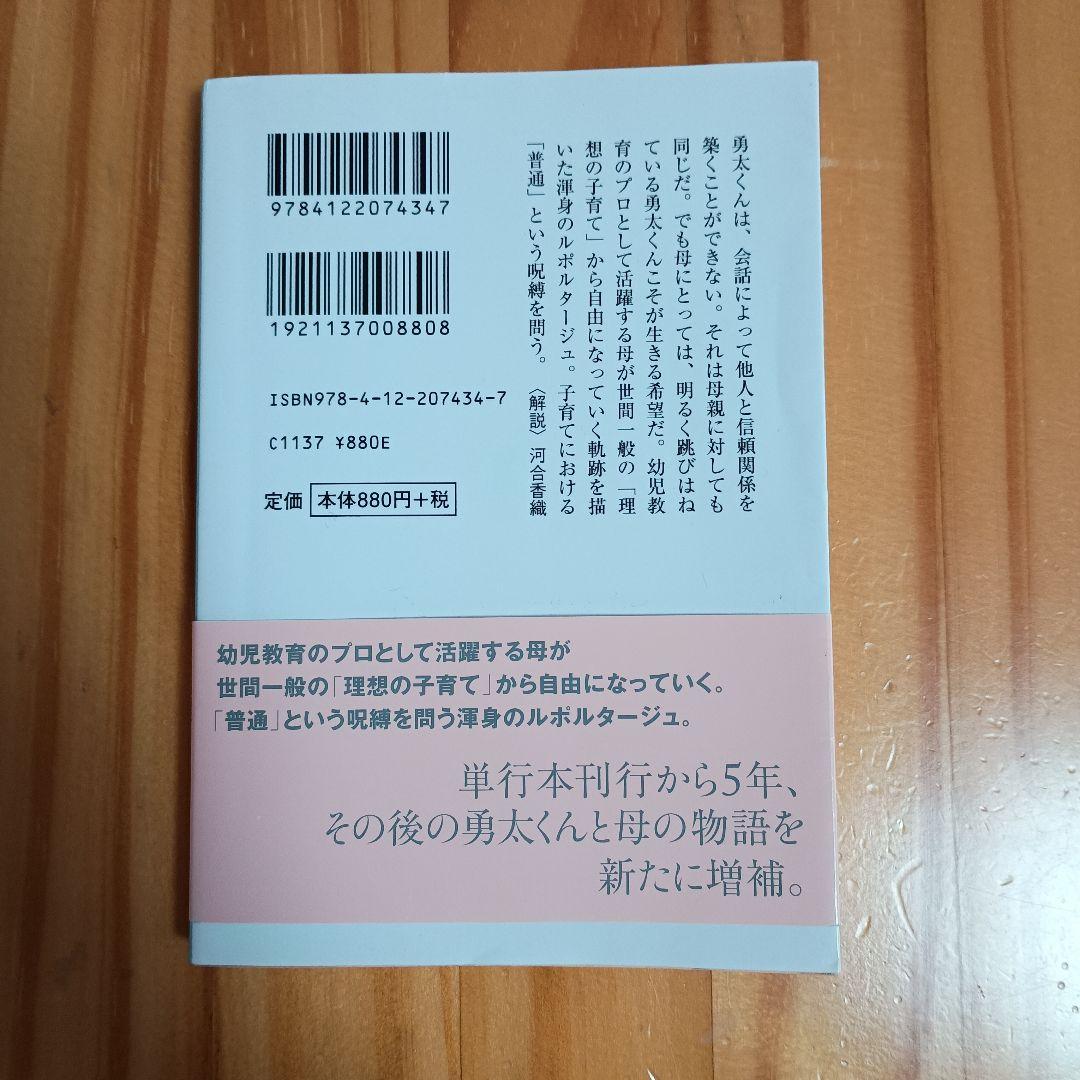 勇太くんは、会話によって他人と信頼関係を
築くことができない。それは母親に対しても
同じだ。でも母にとっては、明るく跳びはね
ている勇太くんこそが生きる希望だ。幼児教
育のプロとして活躍する母が世間一般の「理
想の子育て」から自由になっていく軌跡を描
いた渾身のルポルタージュ。子育てにおける
「普通」という呪縛を問う。〈解説〉河合香織
9784122074347
1921137008808
ISBN978-4-12-207434-7
C1137 ¥880E
定価 本体880円+税
幼児教育のプロとして活躍する母が
世間一般の「理想の子育て」から自由になっていく。
「普通」という呪縛を問う渾身のルポルタージュ。
単行本刊行から5年、
その後の勇太くんと母の物語を
新たに増補。